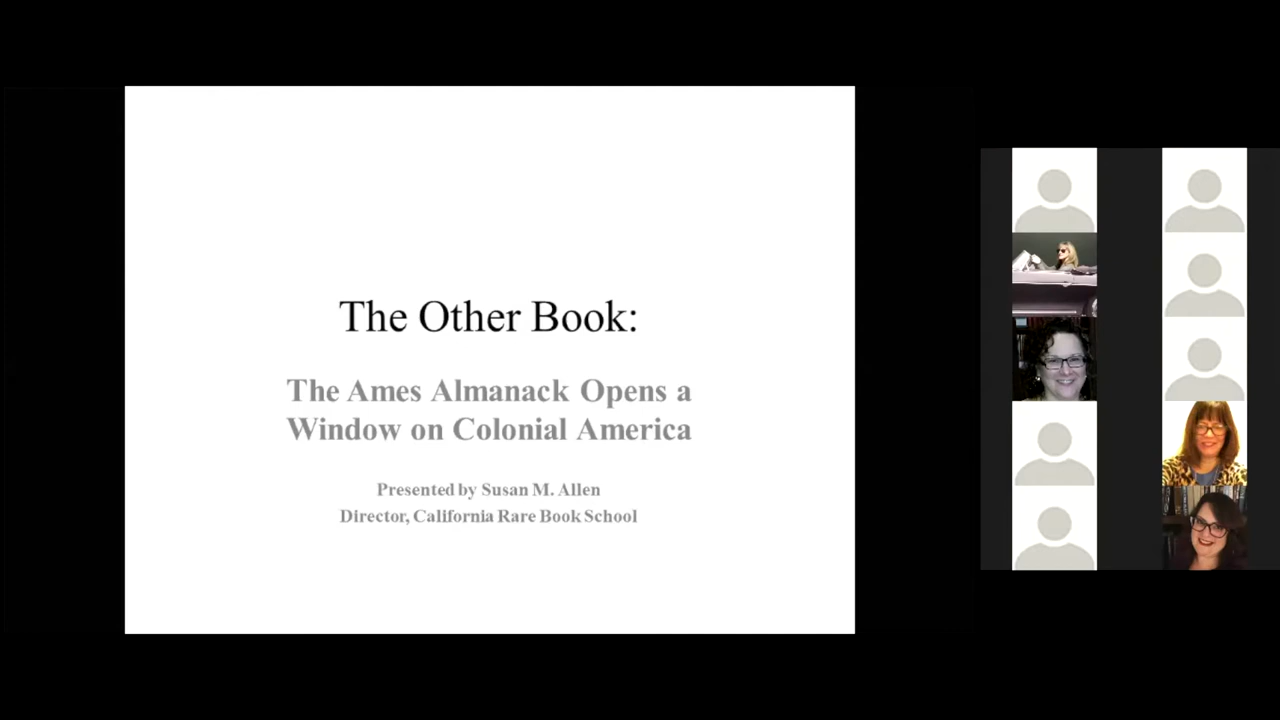 The Other Book:
The Ames Almanack Opens a
Window on Colonial America
Presented by Susan M. Allen
Director, California Rare Book School